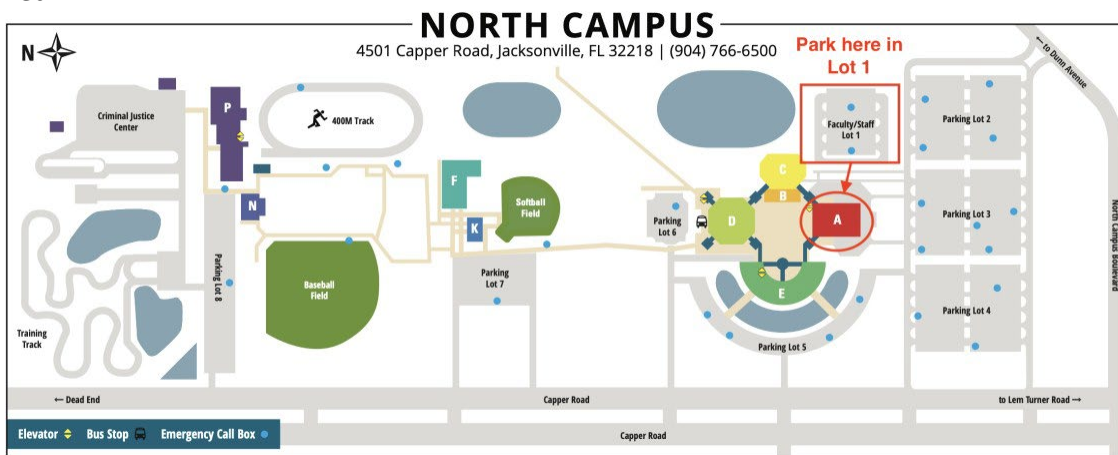 NORTH CAMPUS
4501 Capper Road, Jacksonville, FL 32218 | (904) 766-6500
N
Park here in
Lot 1
← to Dunn Avenue
Criminal Justice
Center
P
400M Track
Faculty/Staff
Lot 1
Parking Lot 2
C
B
F
N
Softball
Field
K
Parking
Lot 6
D
A
Parking Lot 3
North Campus Boulevard
Parking Lot 8
Baseball
Field
Parking
Lot 7
E
Parking Lot 4
Training
Track
Parking Lot 5
← Dead End
Capper Road
to Lem Turner Road →
Elevator
Bus Stop
Emergency Call Box
Capper Road